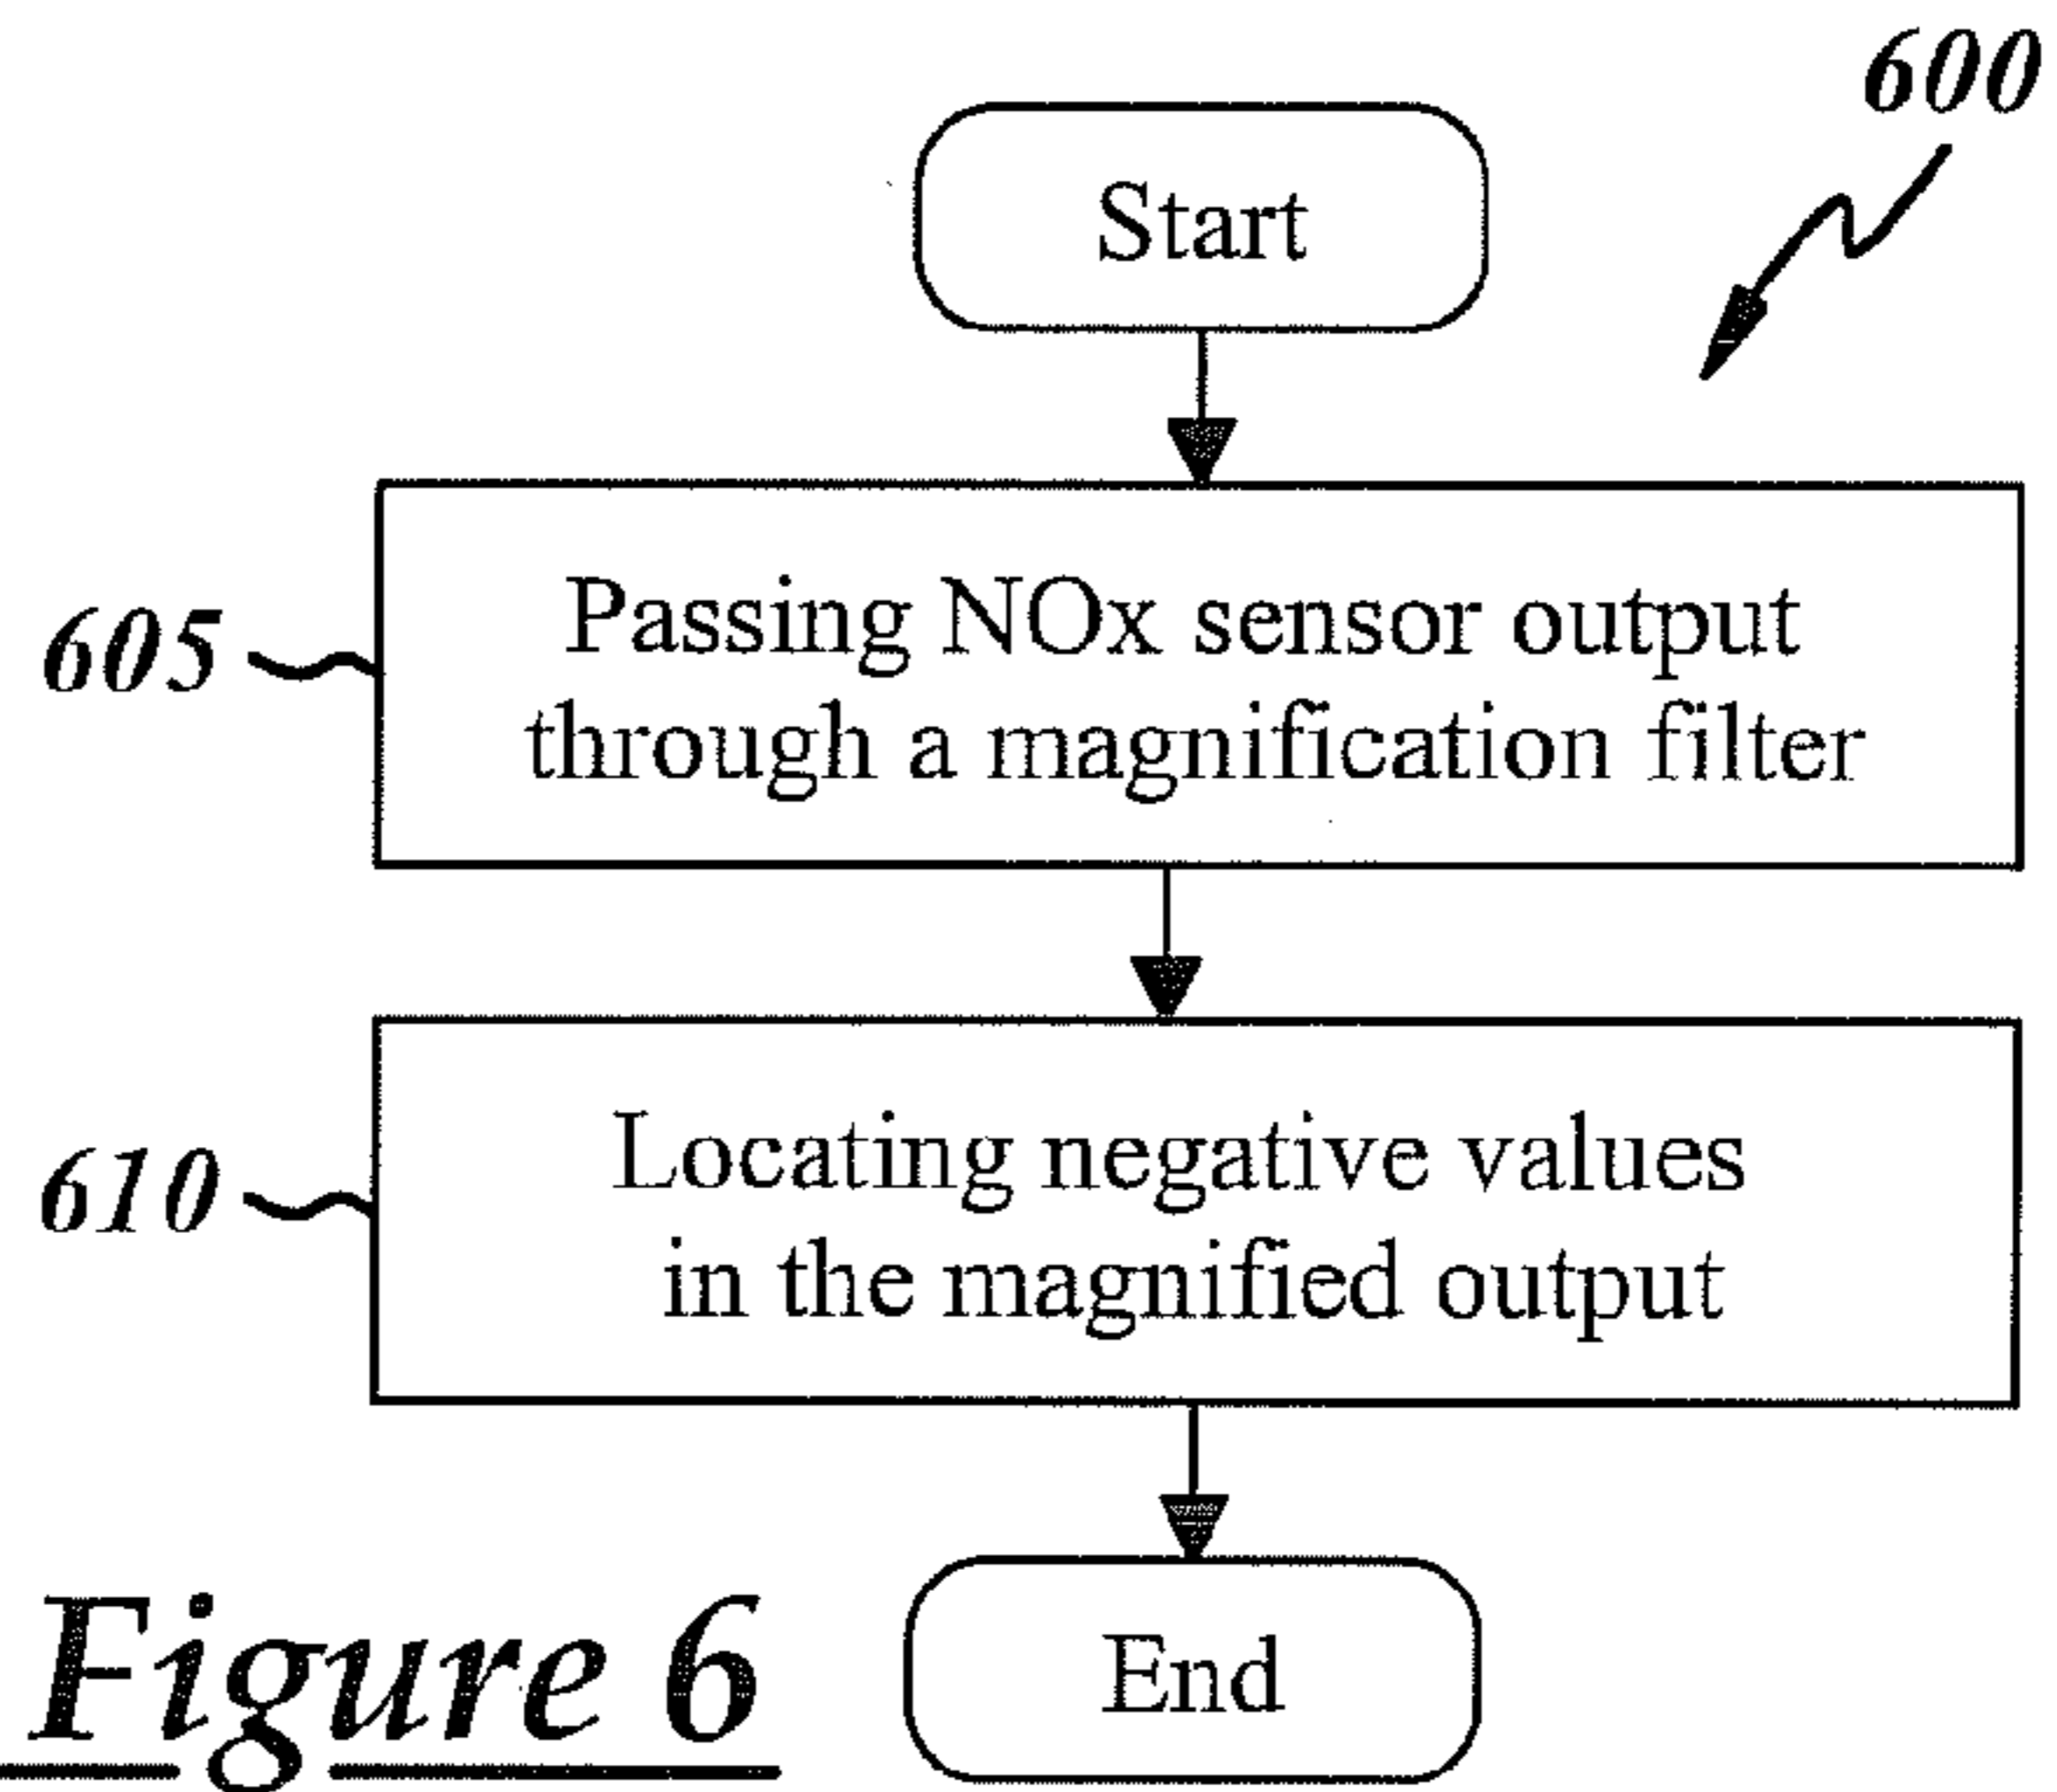 600
Start
605
Passing NOx sensor output
through a magnification filter
610
Locating negative values
in the magnified output
End
Figure 6